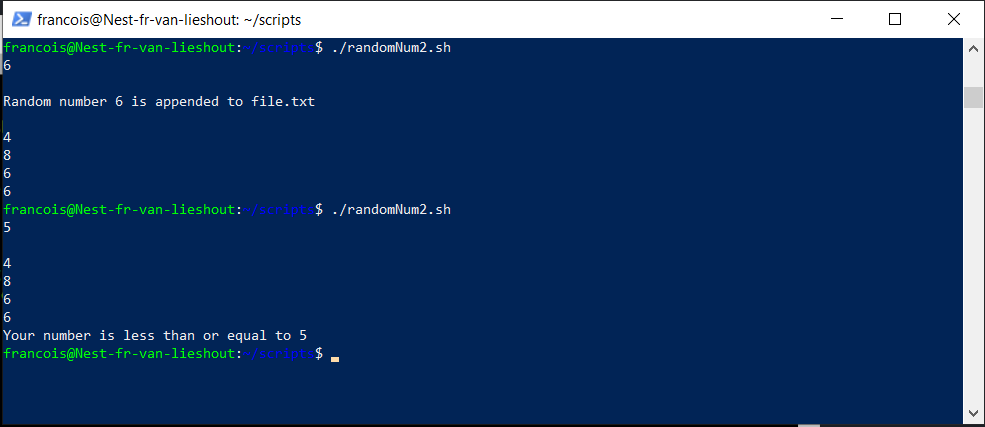 francois@Nest-fr-van-lieshout: ~/scripts
francois@Nest-fr-van-lieshout:~/scripts$ ./randomNum2.sh
6
Random number 6 is appended to file.txt
4
8
6
6
francois@Nest-fr-van-lieshout:~/scripts$ ./randomNum2.sh
5
4
8
6
6
Your number is less than or equal to 5
francois@Nest-fr-van-lieshout:~/scripts$